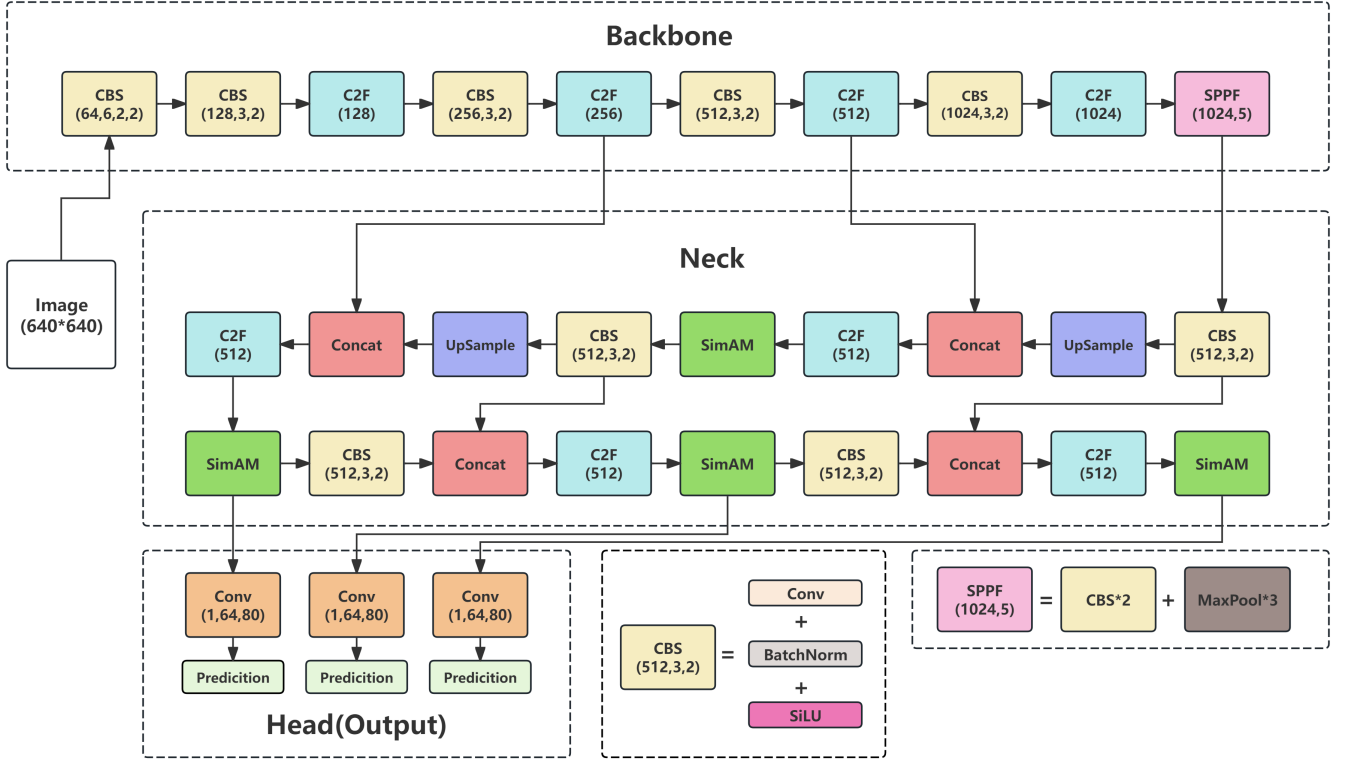 Backbone
CBS
(64,6,2,2)
CBS
(128,3,2)
C2F
(128)
CBS
(256,3,2)
C2F
(256)
CBS
(512,3,2)
C2F
(512)
CBS
(1024,3,2)
C2F
(1024)
SPPF
(1024,5)
Image
(640*640)
Neck
C2F
(512)
Concat
UpSample
CBS
(512,3,2)
SimAM
C2F
(512)
Concat
UpSample
CBS
(512,3,2)
SimAM
CBS
(512,3,2)
Concat
C2F
(512)
SimAM
CBS
(512,3,2)
Concat
C2F
(512)
SimAM
Conv
(1,64,80)
Conv
(1,64,80)
Conv
(1,64,80)
Predicition
Predicition
Predicition
Head(Output)
CBS
(512,3,2)
=
Conv
+
BatchNorm
+
SiLU
SPPF
(1024,5)
=
CBS*2
+
MaxPool*3